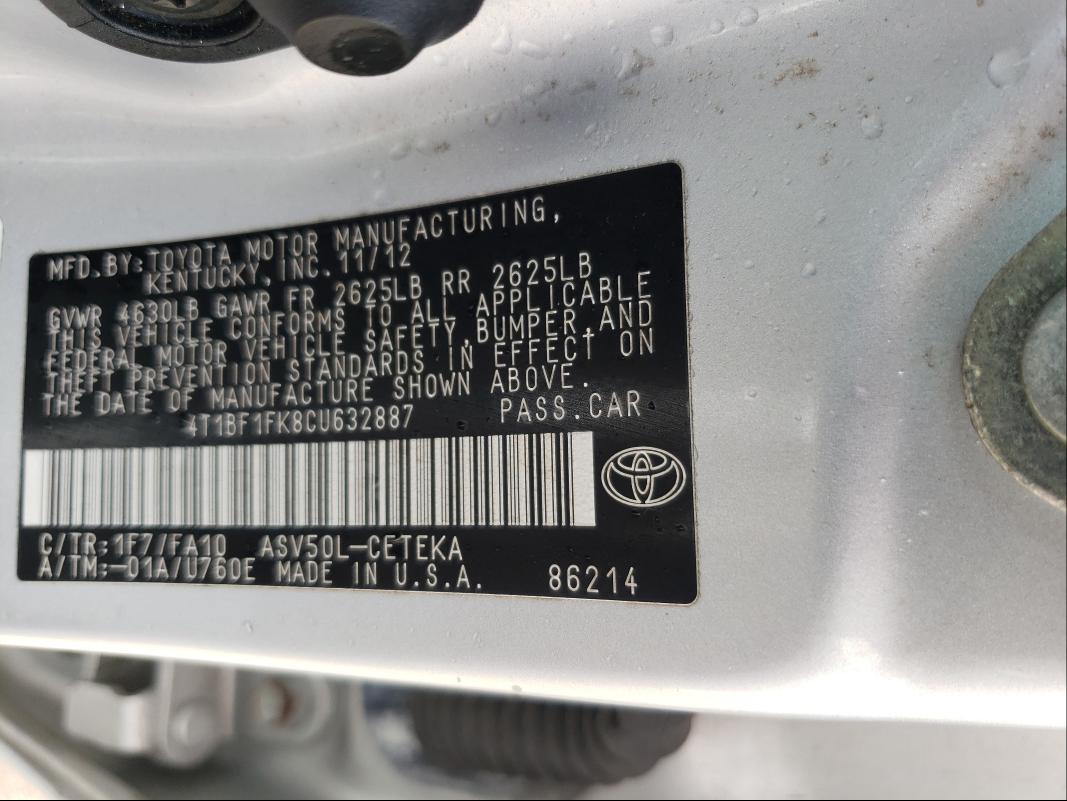 MFD.BY:TOYOTA MOTOR MANUFACTURING,
KENTUCKY, INC. 11/12
GVWR 4630LB GAWR FR 2625LB RR 2625LB
THIS VEHICLE CONFORMS TO ALL APPLICABLE
FEDERAL MOTOR VEHICLE SAFETY,BUMPER,AND
THEFT PREVENTION STANDARDS IN EFFECT ON
THE DATE OF MANUFACTURE SHOWN ABOVE.
4T1BF1FK8CU632887 PASS.CAR
C/TR:1F7/FA10 ASV50L-CETEKA
A/TM:-01A/U760E MADE IN U.S.A. 86214